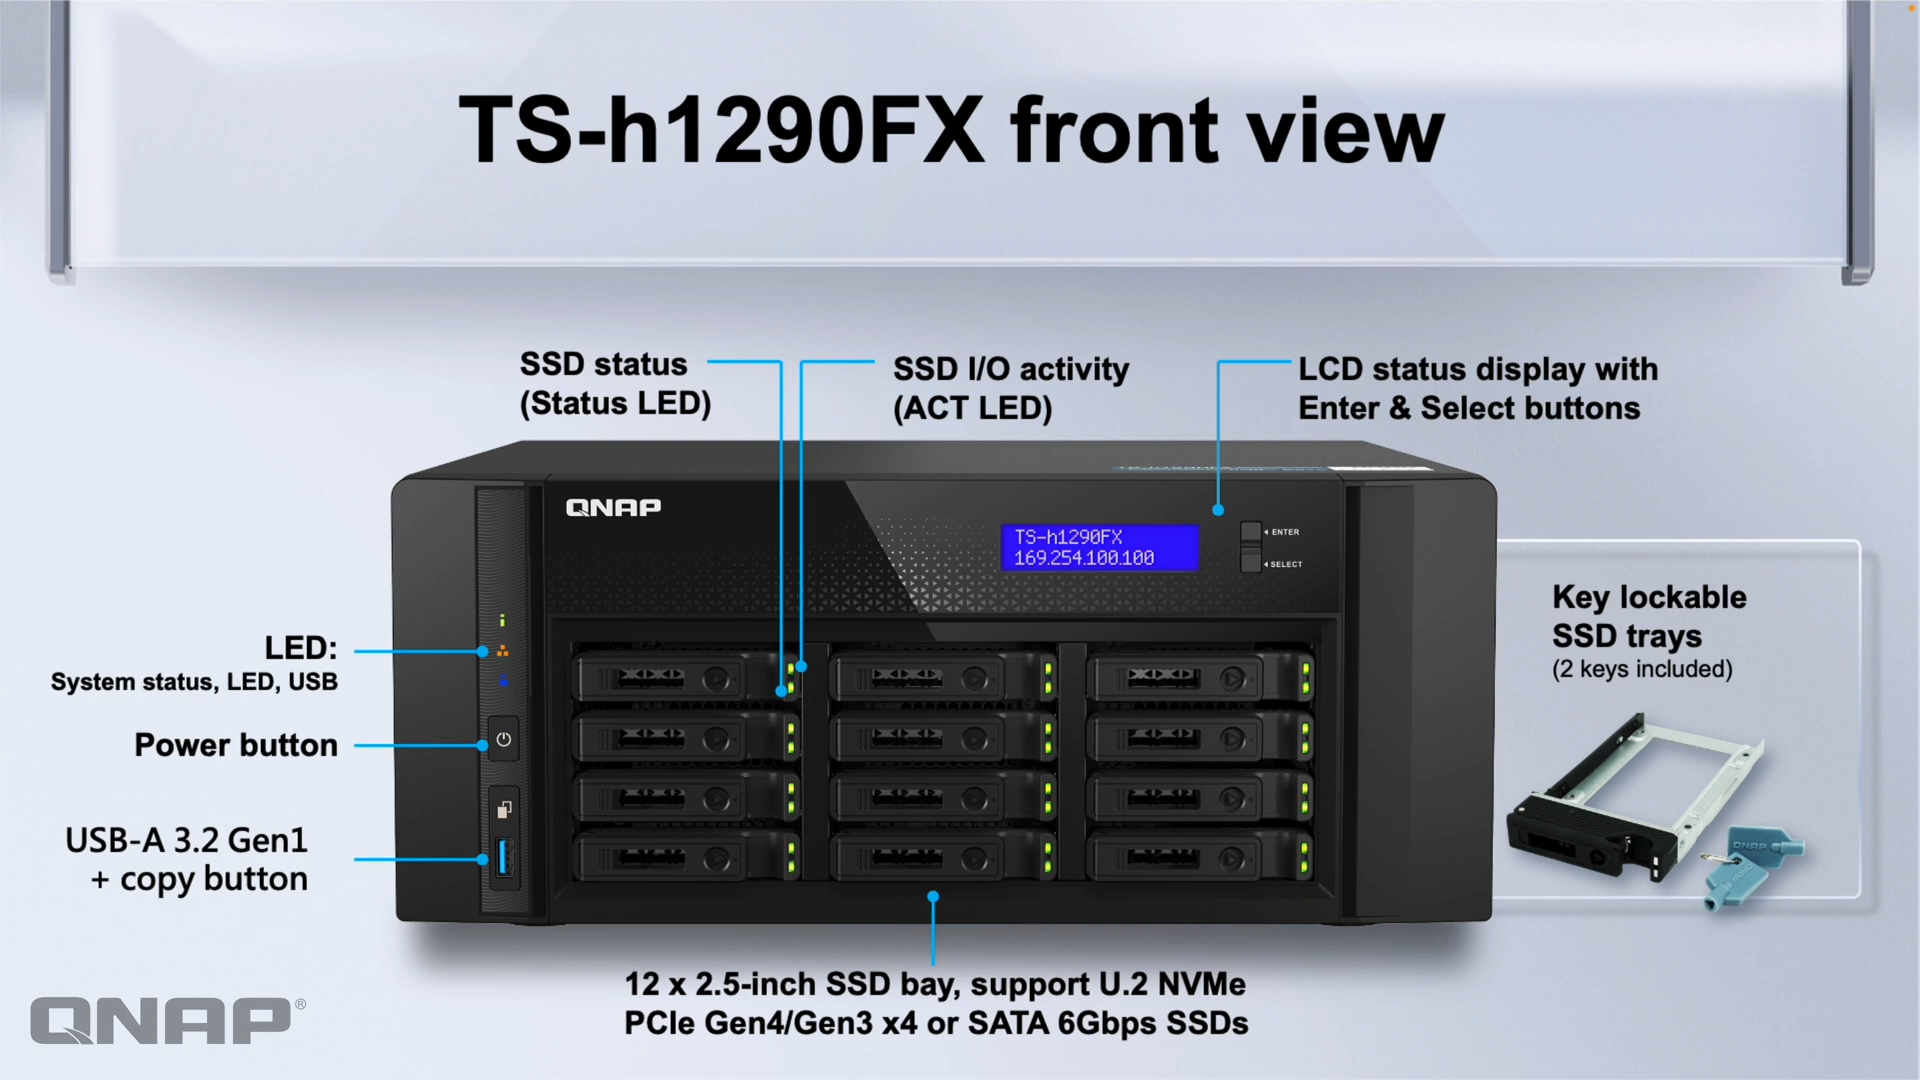 TS-h1290FX front view
SSD status
(Status LED)
SSD I/O activity
(ACT LED)
LCD status display with
Enter & Select buttons
QNAP
TS-h1290FX
169.254.100.100
ENTER
SELECT
LED:
System status, LED, USB
Power button
USB-A 3.2 Gen1
+ copy button
Key lockable
SSD trays
(2 keys included)
QNAP
12 x 2.5-inch SSD bay, support U.2 NVMe
PCIe Gen4/Gen3 x4 or SATA 6Gbps SSDs
QNAP®